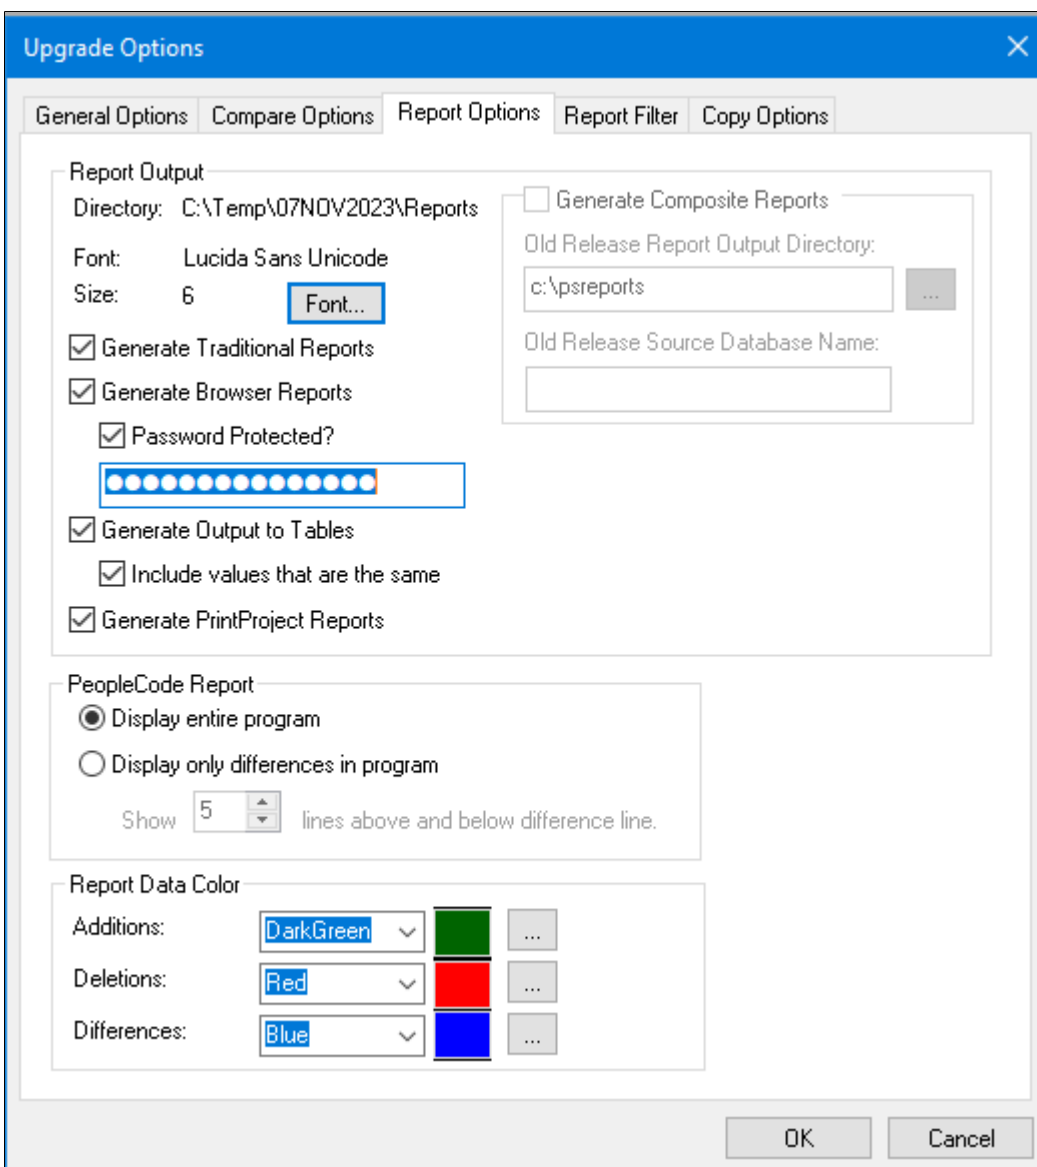 Upgrade Options
General Options
Compare Options
Report Options
Report Filter
Copy Options
Report Output
Directory: C:\Temp\07NOV2023\Reports
Font: Lucida Sans Unicode
Size: 6
Font...
Generate Traditional Reports
Generate Browser Reports
Password Protected?
●●●●●●●●●●●●●●●
Generate Output to Tables
Include values that are the same
Generate PrintProject Reports
Generate Composite Reports
Old Release Report Output Directory:
c:\psreports
...
Old Release Source Database Name:
PeopleCode Report
Display entire program
Display only differences in program
Show 5 lines above and below difference line.
Report Data Color
Additions: DarkGreen ...
Deletions: Red ...
Differences: Blue ...
OK
Cancel